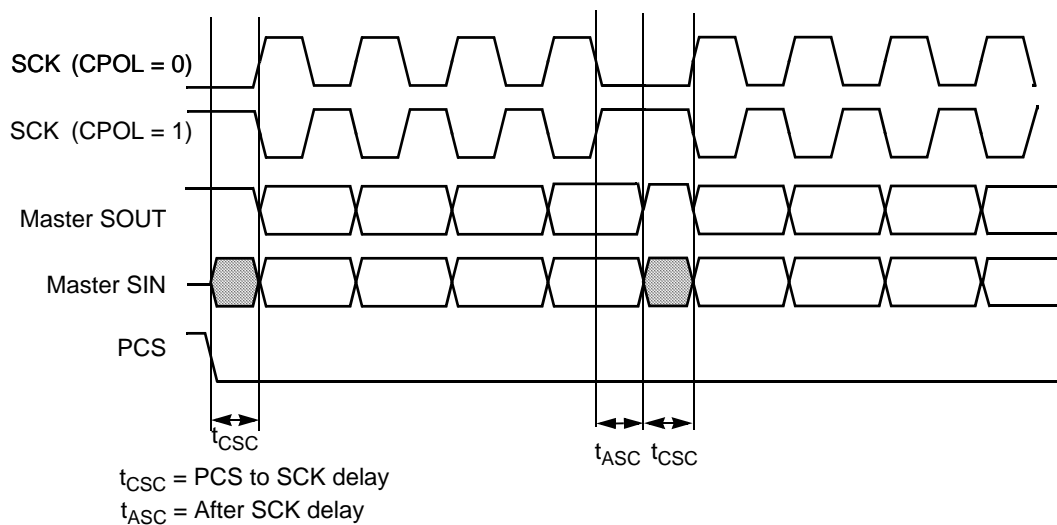 SCK (CPOL = 0)
SCK (CPOL = 1)
Master SOUT
Master SIN
PCS
tCSC
tASC
tCSC
tCSC = PCS to SCK delay
tASC = After SCK delay